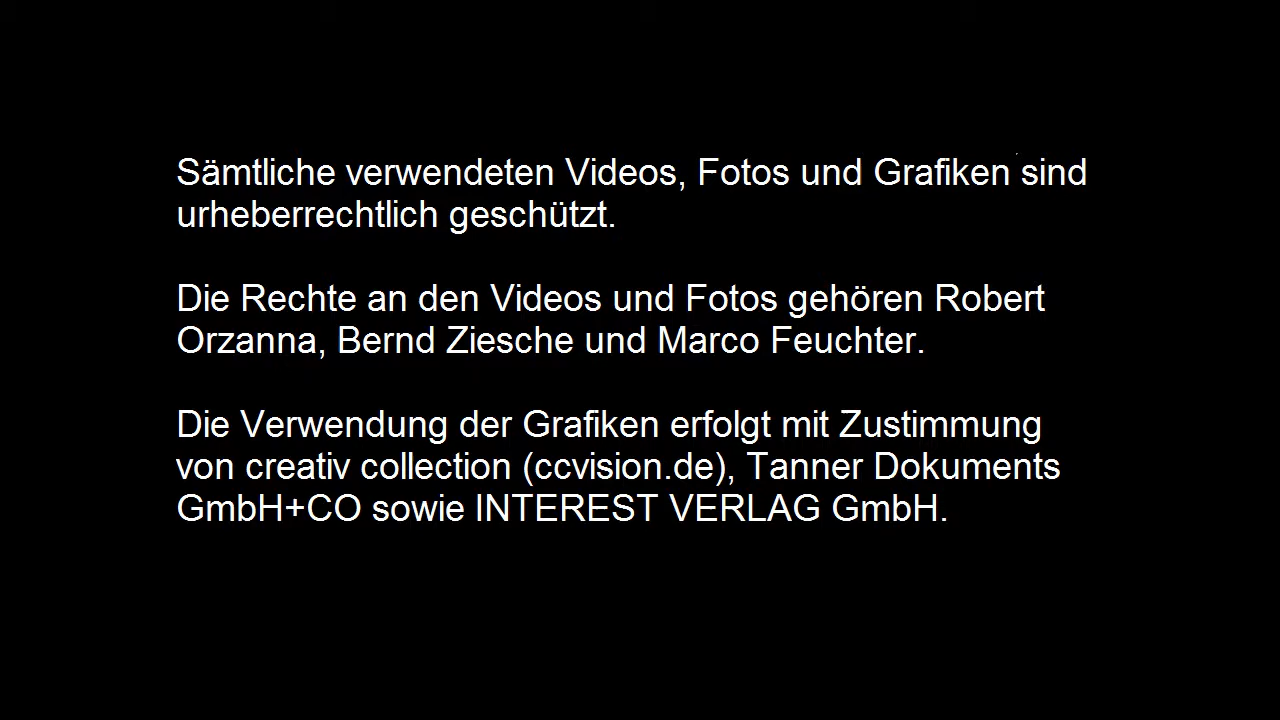 Sämtliche verwendeten Videos, Fotos und Grafiken sind
urheberrechtlich geschützt.
Die Rechte an den Videos und Fotos gehören Robert
Orzanna, Bernd Ziesche und Marco Feuchter.
Die Verwendung der Grafiken erfolgt mit Zustimmung
von creativ collection (ccvision.de), Tanner Dokuments
GmbH+CO sowie INTEREST VERLAG GmbH.